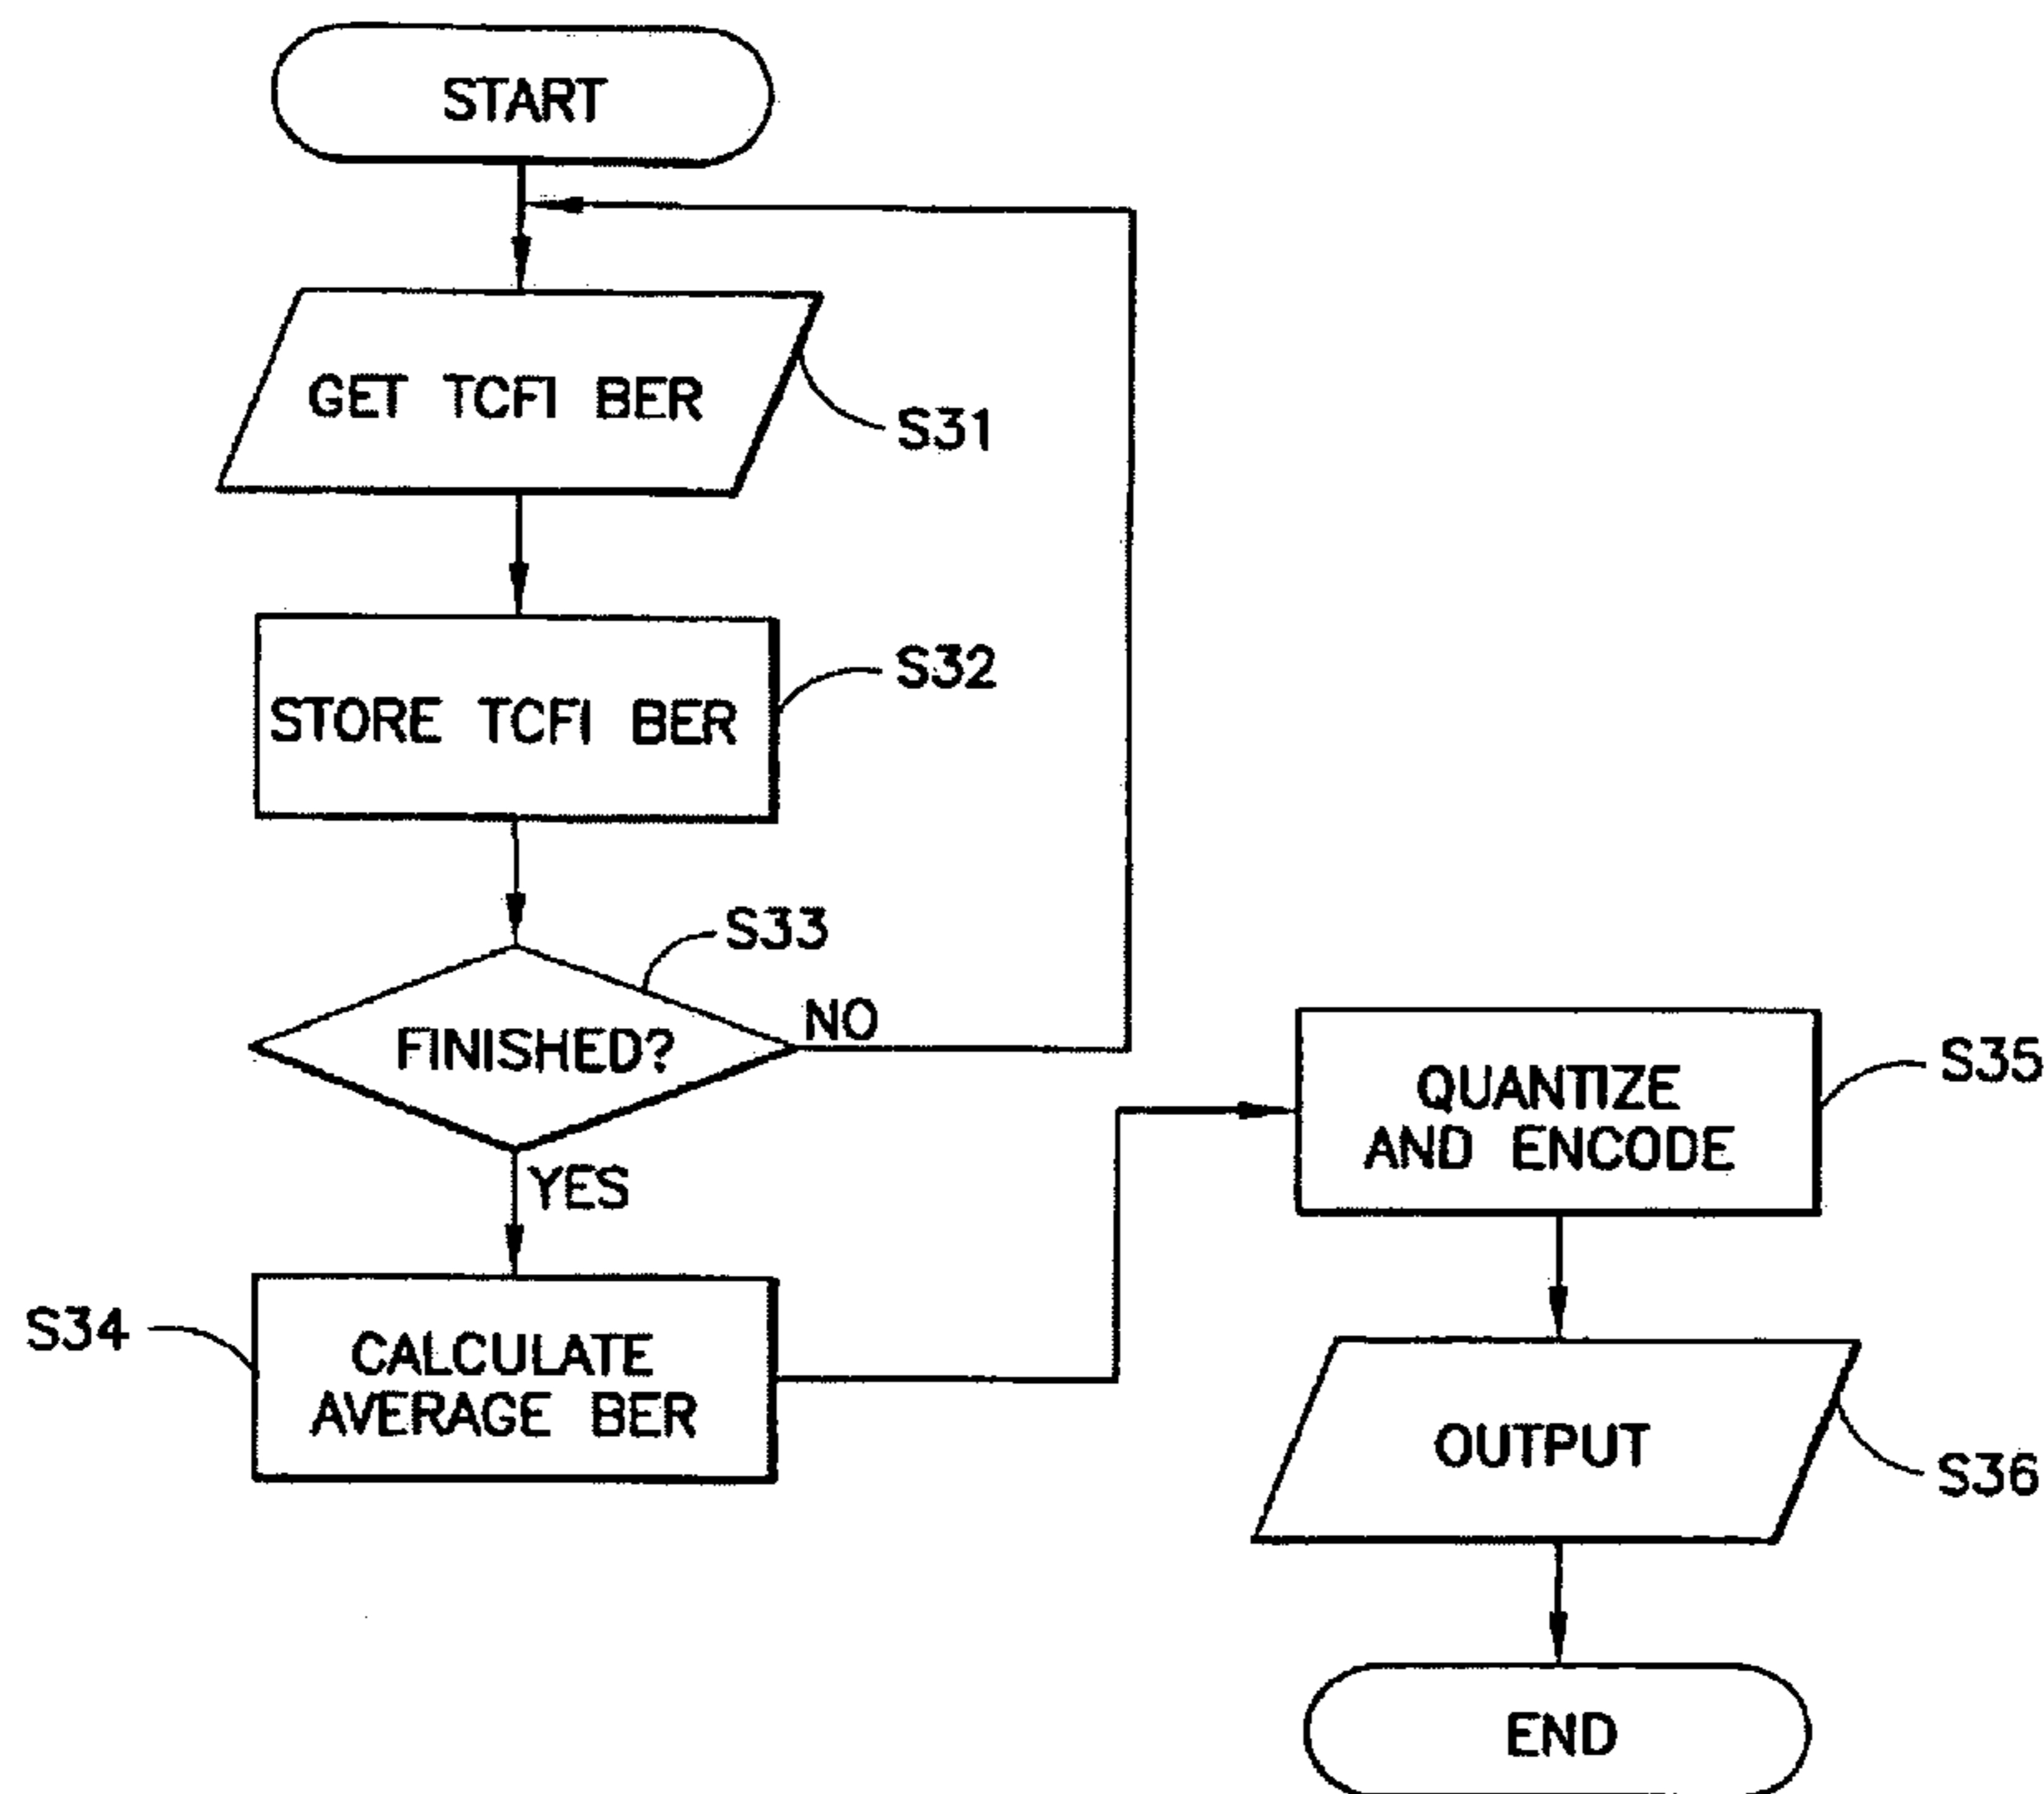 START
GET TCFI BER
S31
STORE TCFI BER
S32
S33
FINISHED?
NO
YES
S34
CALCULATE
AVERAGE BER
QUANTIZE
AND ENCODE
S35
OUTPUT
S36
END